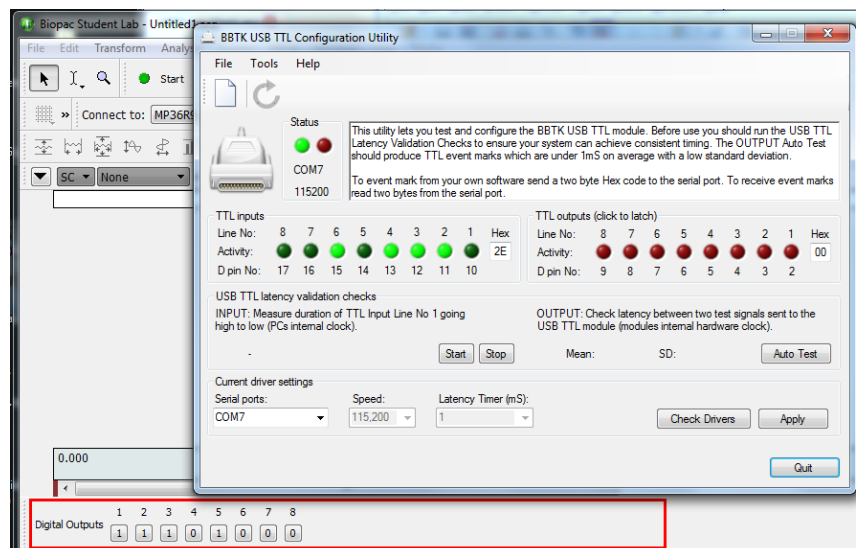 Biopac Student Lab - Untitled1
File Edit Transform Analys
Start
Connect to: MP36R
SC None
0.000
Digital Outputs
1 2 3 4 5 6 7 8
1 1 1 0 1 0 0 0
BBTK USB TTL Configuration Utility
File Tools Help
Status
COM7
115200
This utility lets you test and configure the BBTK USB TTL module. Before use you should run the USB TTL
Latency Validation Checks to ensure your system can achieve consistent timing. The OUTPUT Auto Test
should produce TTL event marks which are under 1mS on average with a low standard deviation.
To event mark from your own software send a two byte Hex code to the serial port. To receive event marks
read two bytes from the serial port.
TTL inputs
Line No: 8 7 6 5 4 3 2 1 Hex
Activity: 2E
D pin No: 17 16 15 14 13 12 11 10
TTL outputs (click to latch)
Line No: 8 7 6 5 4 3 2 1 Hex
Activity: 00
D pin No: 9 8 7 6 5 4 3 2
USB TTL latency validation checks
INPUT: Measure duration of TTL Input Line No 1 going
high to low (PCs internal clock).
- Start Stop
OUTPUT: Check latency between two test signals sent to the
USB TTL module (modules internal hardware clock).
Mean: SD: Auto Test
Current driver settings
Serial ports: Speed: Latency Timer (mS):
COM7 115,200 1
Check Drivers Apply
Quit